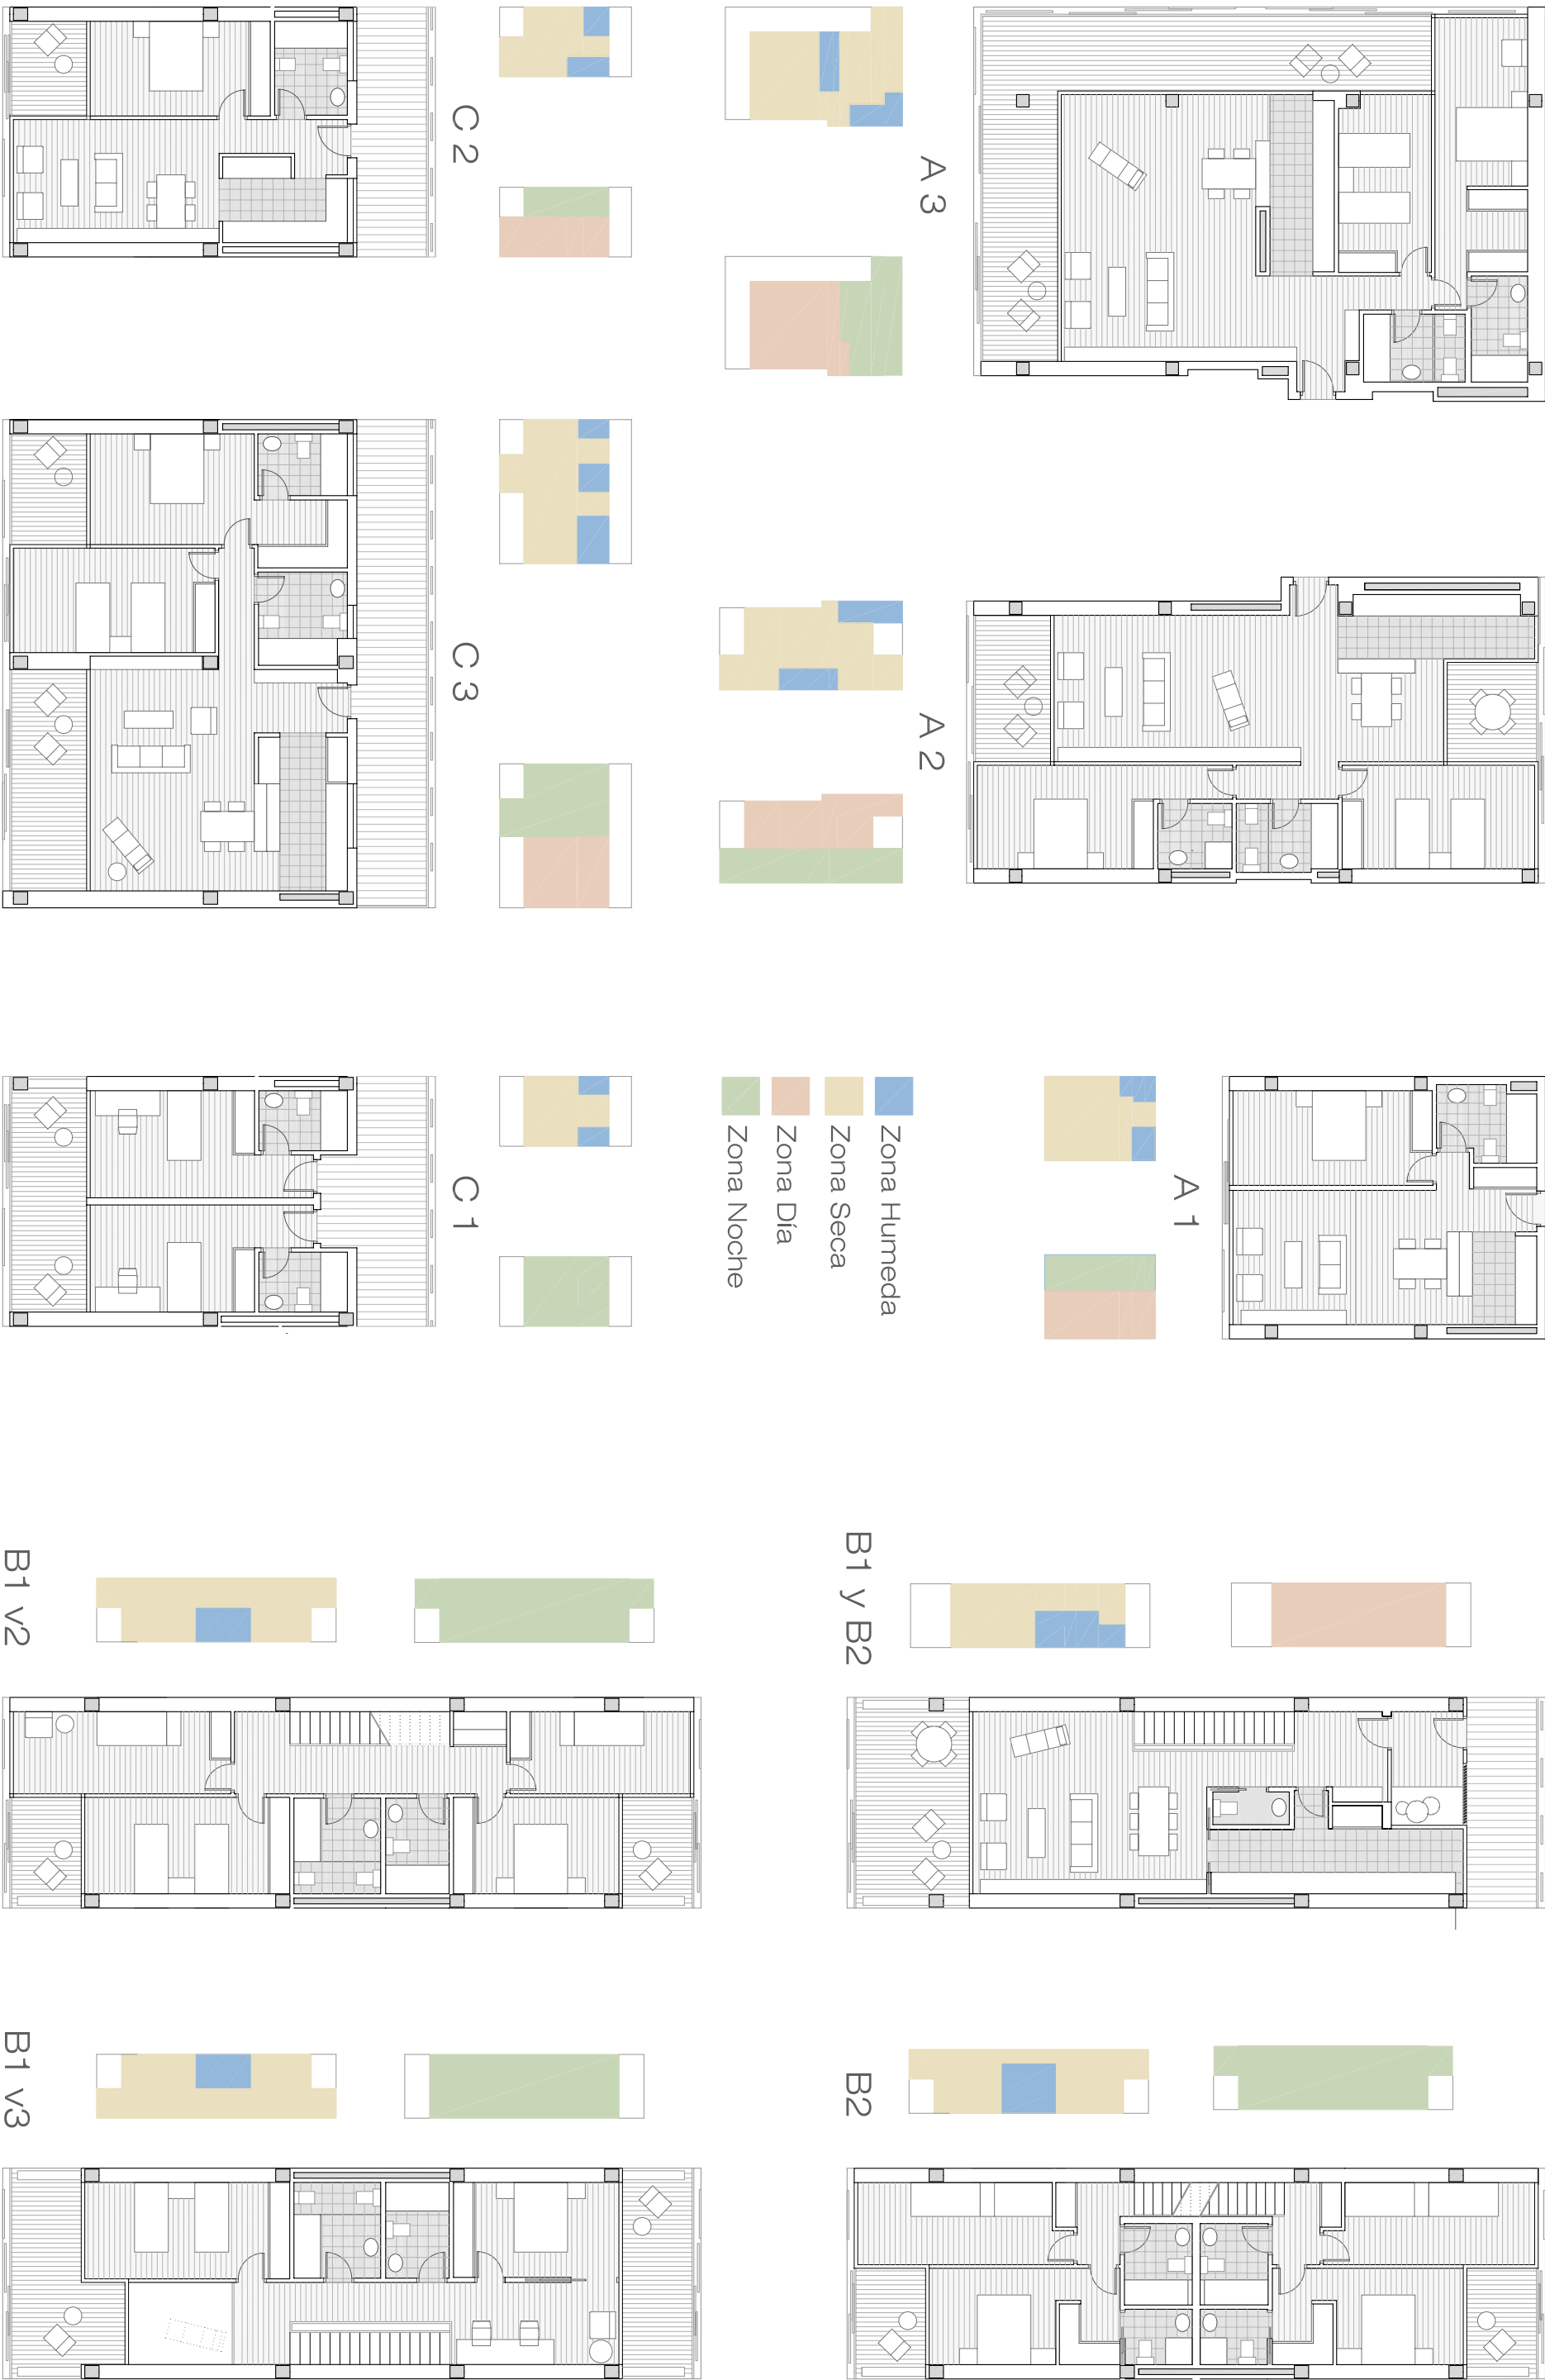 A 3
A 2
A 1
B1 y B2
B2
Zona Humeda
Zona Seca
Zona Día
Zona Noche
C 2
C 3
C 1
B1 v2
B1 v3